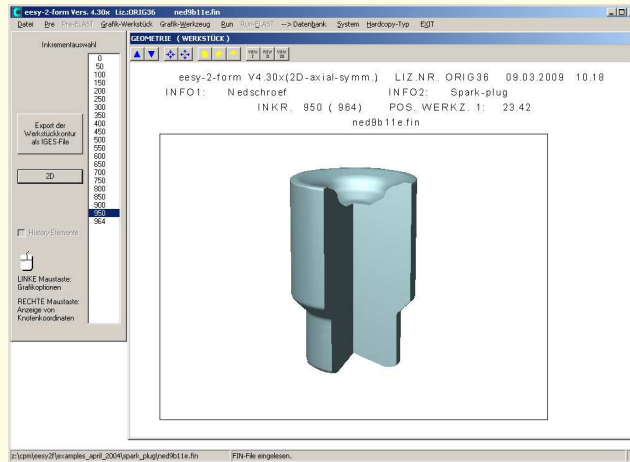 eesy-2-form Vers. 4.30x Liz.:ORIG36 ned9b11e.fin
Datei Pre Pre-ELAST Grafik-Werkstück Grafik-Werkzeug Run Run-ELAST --> Datenbank System Hardcopy-Typ EXIT
Inkrementauswahl
0
50
100
150
200
250
300
350
400
450
500
550
600
650
700
750
800
850
900
950
964
Export der
Werkstückkontur
als IGES-File
2D
History-Elemente
LINKE Maustaste:
Grafikoptionen
RECHTE Maustaste:
Anzeige von
Knotenkoordinaten
GEOMETRIE ( WERKSTÜCK )
VIEW I VIEW II VIEW III
eesy-2-form V4.30x(2D-axial-symm.) LIZ.NR. ORIG36 09.03.2009 10.18
INFO1: Nedschroef INFO2: Spark-plug
INKR. 950 ( 964) POS. WERKZ. 1: 23.42
ned9b11e.fin
z:\cpm\eesy2f\examples_april_2004\spark_plug\ned9b11e.fin FIN-File eingelesen.